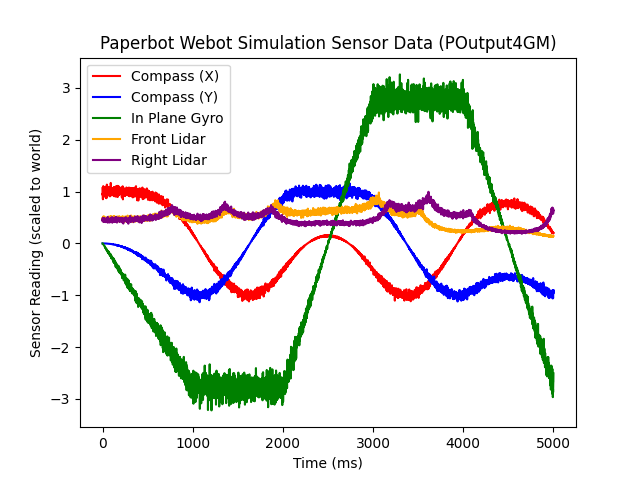 Paperbot Webot Simulation Sensor Data (POutput4GM)
Compass (X)
Compass (Y)
In Plane Gyro
Front Lidar
Right Lidar
Sensor Reading (scaled to world)
3
2
1
0
−1
−2
−3
0 1000 2000 3000 4000 5000
Time (ms)